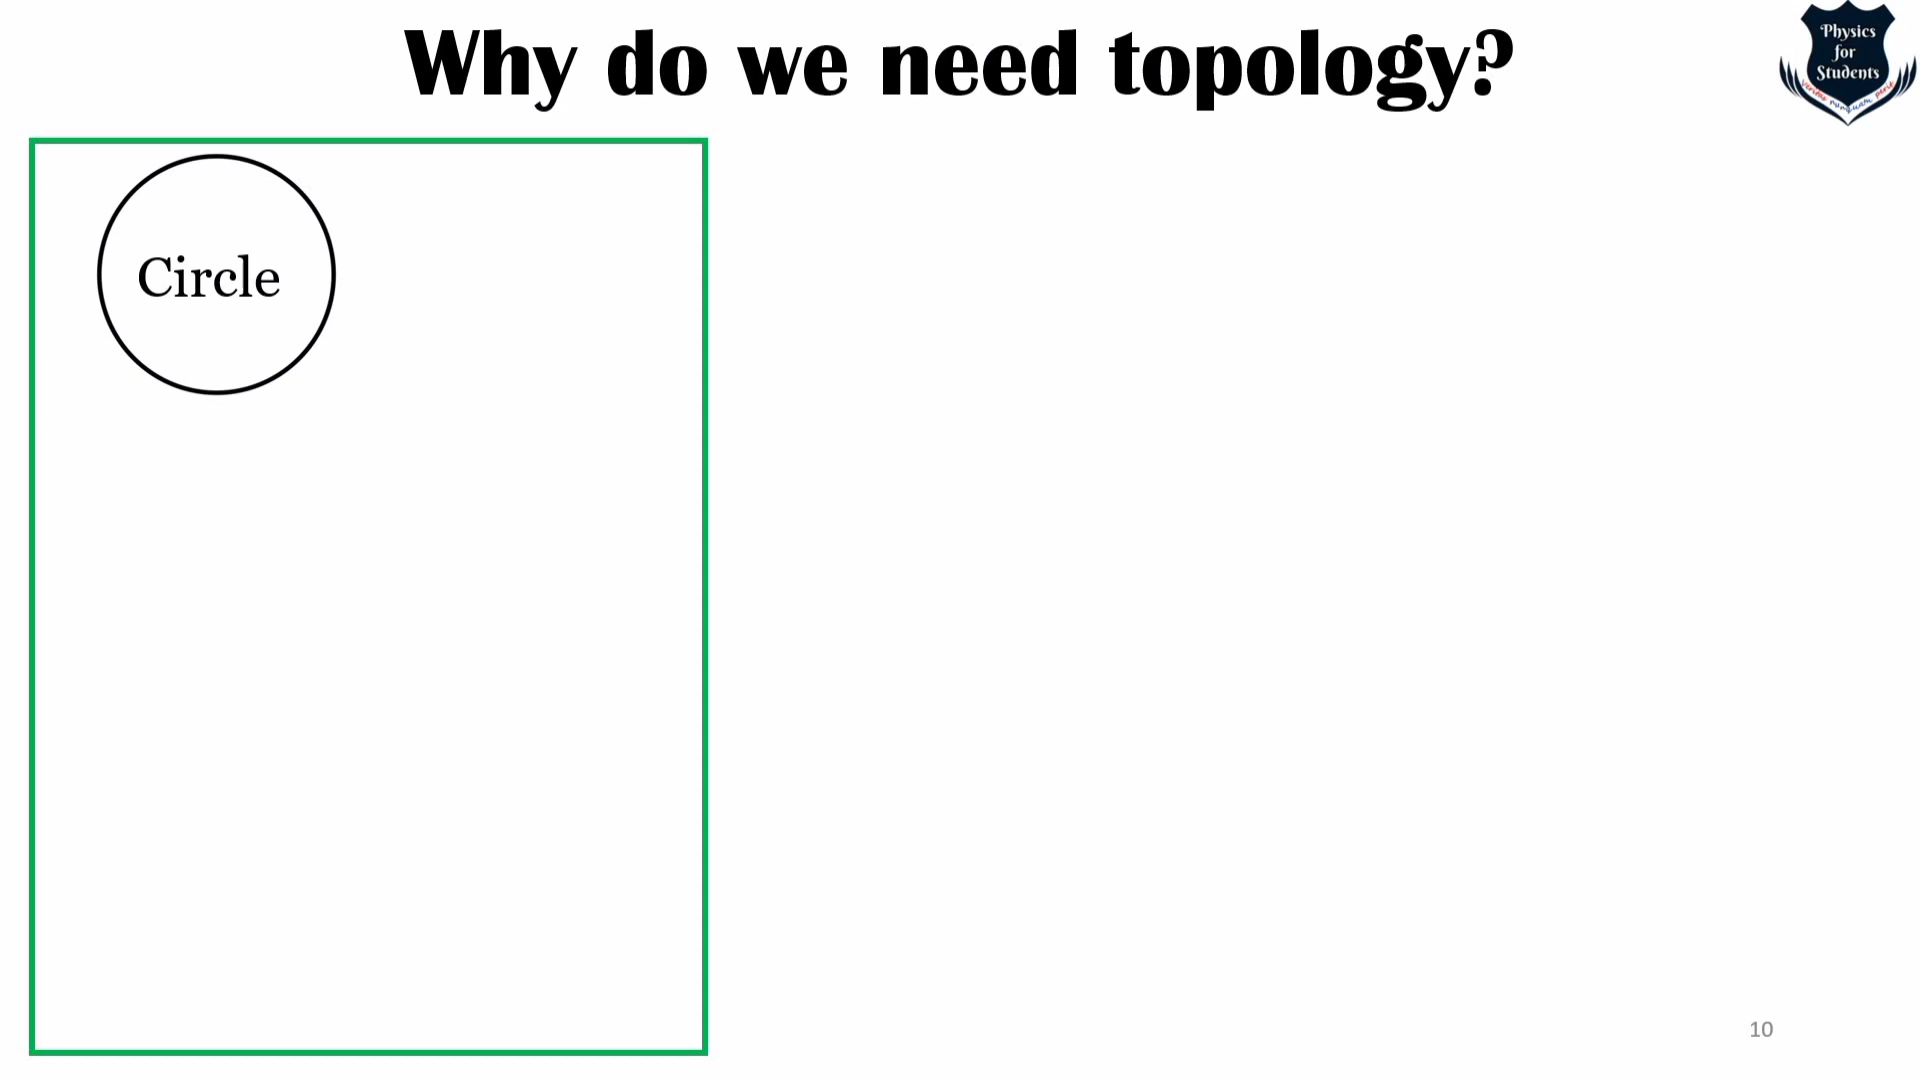 Why do we need topology?
Physics
for
Students
Circle
10